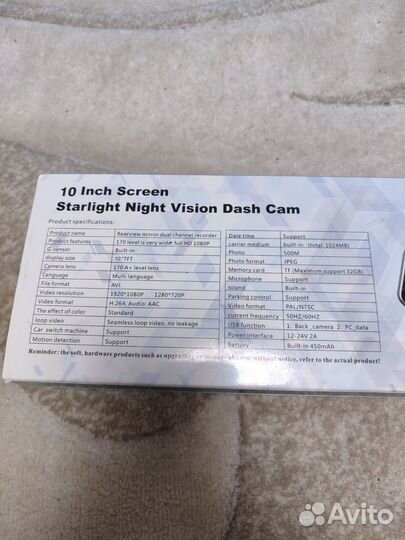 10 Inch Screen
Starlight Night Vision Dash Cam
Product specifications:
Product name Rearview mirror dual channel recorder
Product features 170 level is very wide, full HD 1080P
G-sensor Built-in
display size 10"TFT
Camera lens 170 A+ level lens
Language Multi language
File format AVI
Video resolution 1920*1080P 1280*720P
Video format H.264, Audio: AAC
The effect of color Standard
loop video Seamless loop video, no leakage
Car switch machine Support
Motion detection Support
Date time Support
carrier medium built-in (total: 1024MB)
Photo 500M
Photo format JPEG
Memory card TF (Maximum support 32GB)
Microphone Support
sound Built-in
Parking control Support
Video format PAL/NTSC
current frequency 50HZ/60HZ
USB function 1: Back_camera 2: PC_data
Power interface 12-24V 2A
Battery Built-in 450mAh
Reminder: the soft, hardware products such as upgrading or manage change, without notice, refer to the actual product!
Avito